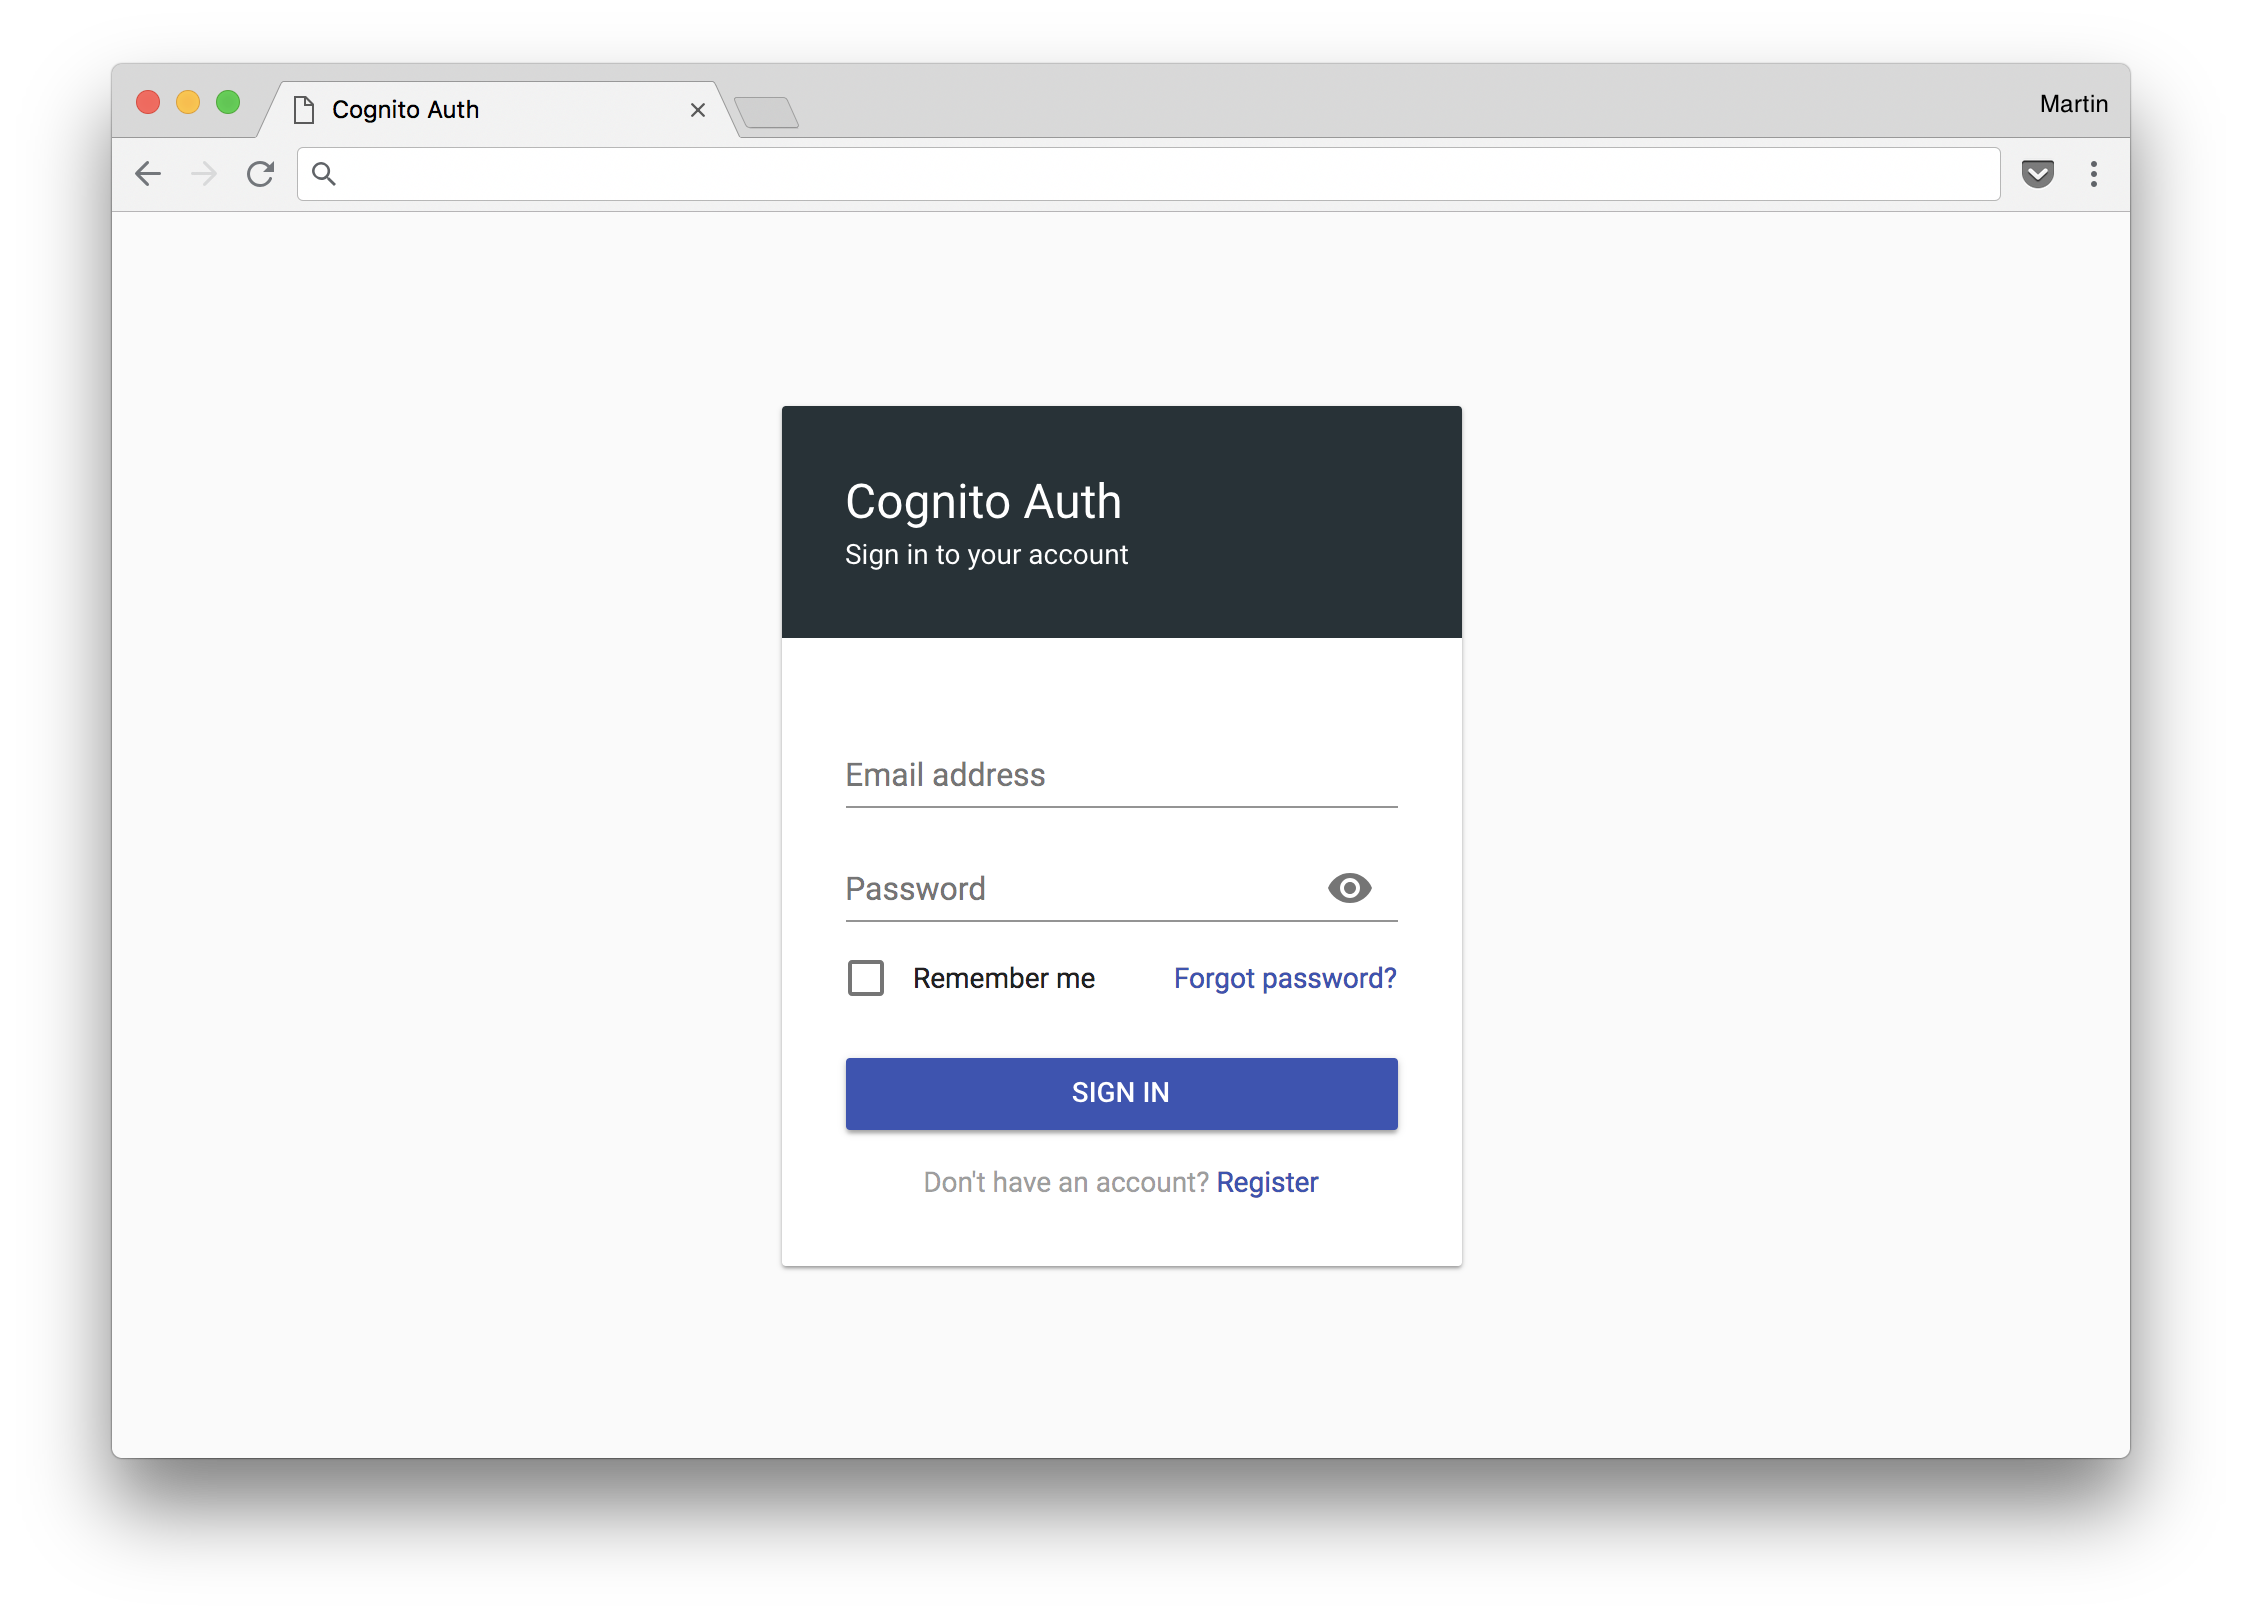 Cognito Auth
Martin
Cognito Auth
Sign in to your account
Email address
Password
Remember me Forgot password?
SIGN IN
Don't have an account? Register